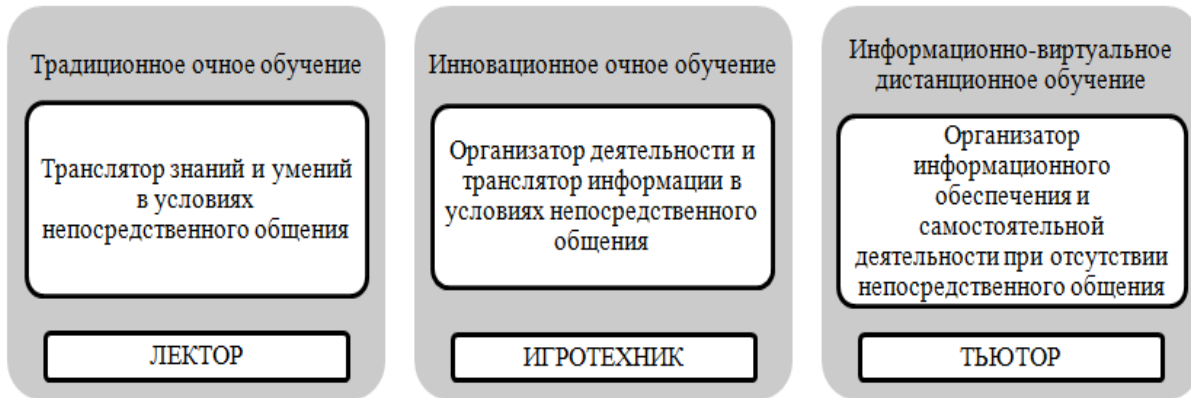 Традиционное очное обучение
Транслятор знаний и умений
в условиях
непосредственного общения
ЛЕКТОР
Инновационное очное обучение
Организатор деятельности и
транслятор информации в
условиях непосредственного
общения
ИГРОТЕХНИК
Информационно-виртуальное
дистанционное обучение
Организатор
информационного
обеспечения и
самостоятельной
деятельности при отсутствии
непосредственного общения
ТЬЮТОР